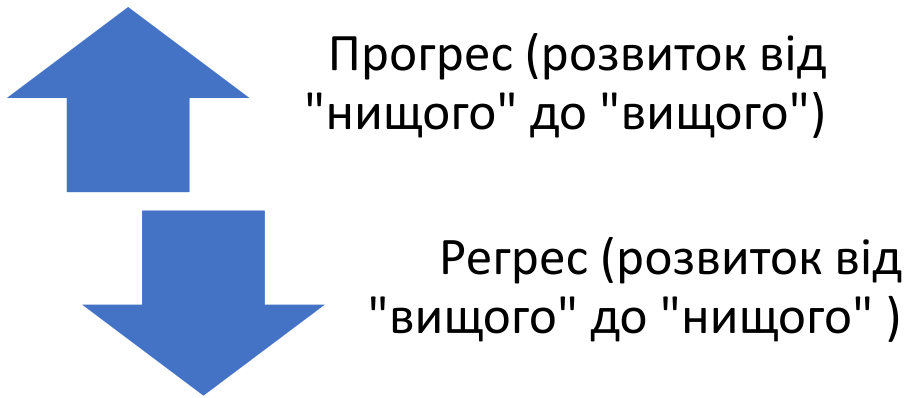 Прогрес (розвиток від
"нищого" до "вищого")
Регрес (розвиток від
"вищого" до "нищого" )